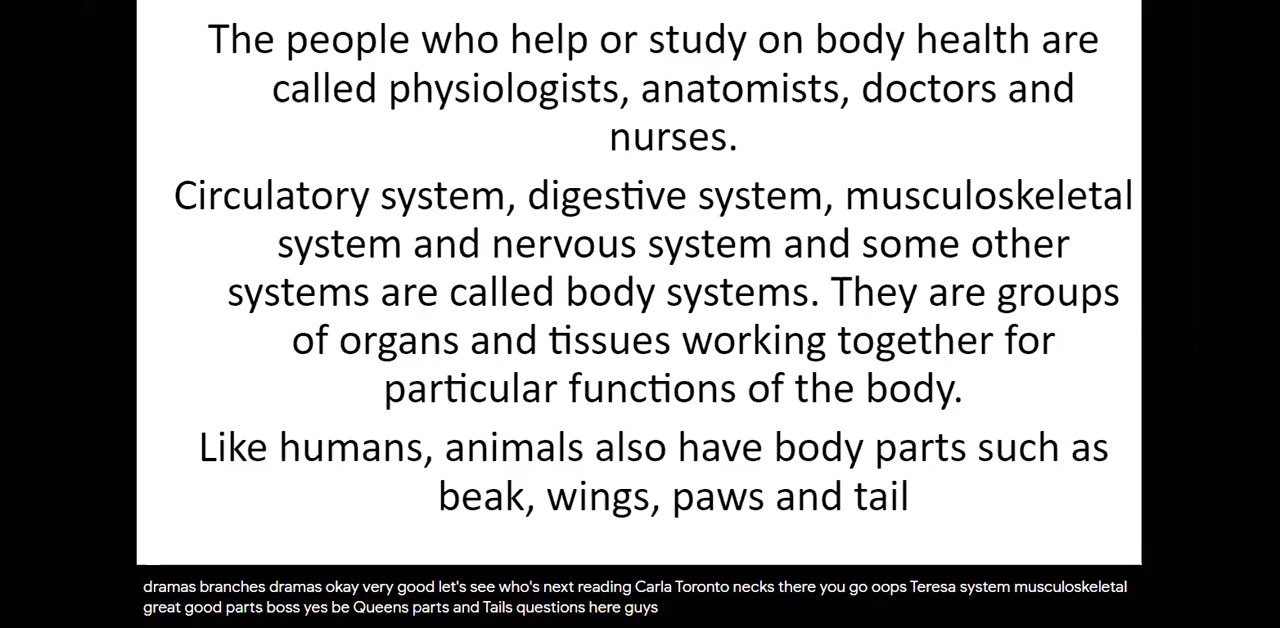 The people who help or study on body health are
called physiologists, anatomists, doctors and
nurses.
Circulatory system, digestive system, musculoskeletal
system and nervous system and some other
systems are called body systems. They are groups
of organs and tissues working together for
particular functions of the body.
Like humans, animals also have body parts such as
beak, wings, paws and tail
dramas branches dramas okay very good let's see who's next reading Carla Toronto necks there you go oops Teresa system musculoskeletal
great good parts boss yes be Queens parts and Tails questions here guys